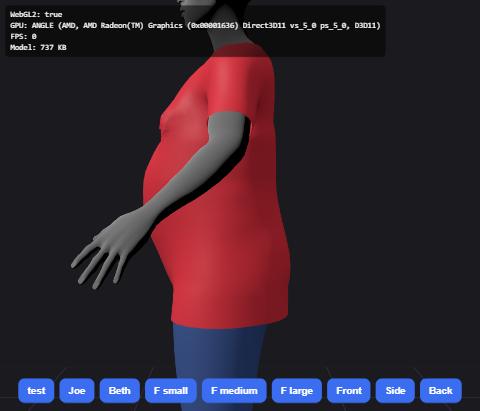 WebGL2: true
GPU: ANGLE (AMD, AMD Radeon(TM) Graphics (0x00001636) Direct3D11 vs_5_0 ps_5_0, D3D11)
FPS: 0
Model: 737 KB
test Joe Beth F small F medium F large Front Side Back